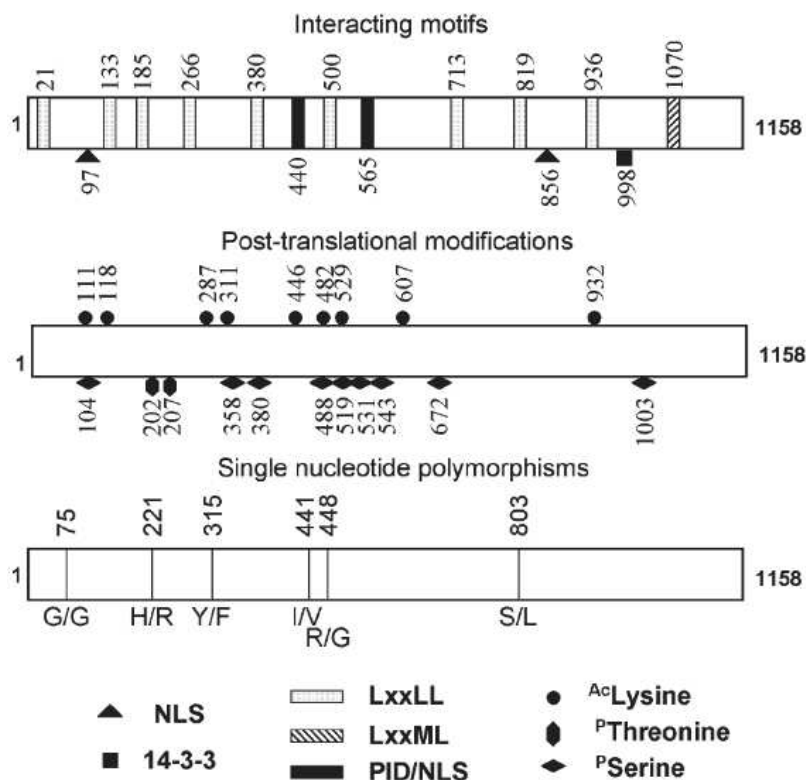 Interacting motifs
21 133 185 266 380 500 713 819 936 1070
1 1158
97 440 565 856 998
Post-translational modifications
111 118 287 311 446 482 529 607 932
1 1158
104 202 207 358 380 488 519 531 543 672 1003
Single nucleotide polymorphisms
75 221 315 441 448 803
1 1158
G/G H/R Y/F I/V S/L
R/G
NLS LxxLL AcLysine
LxxML PThreonine
14-3-3 PID/NLS PSerine